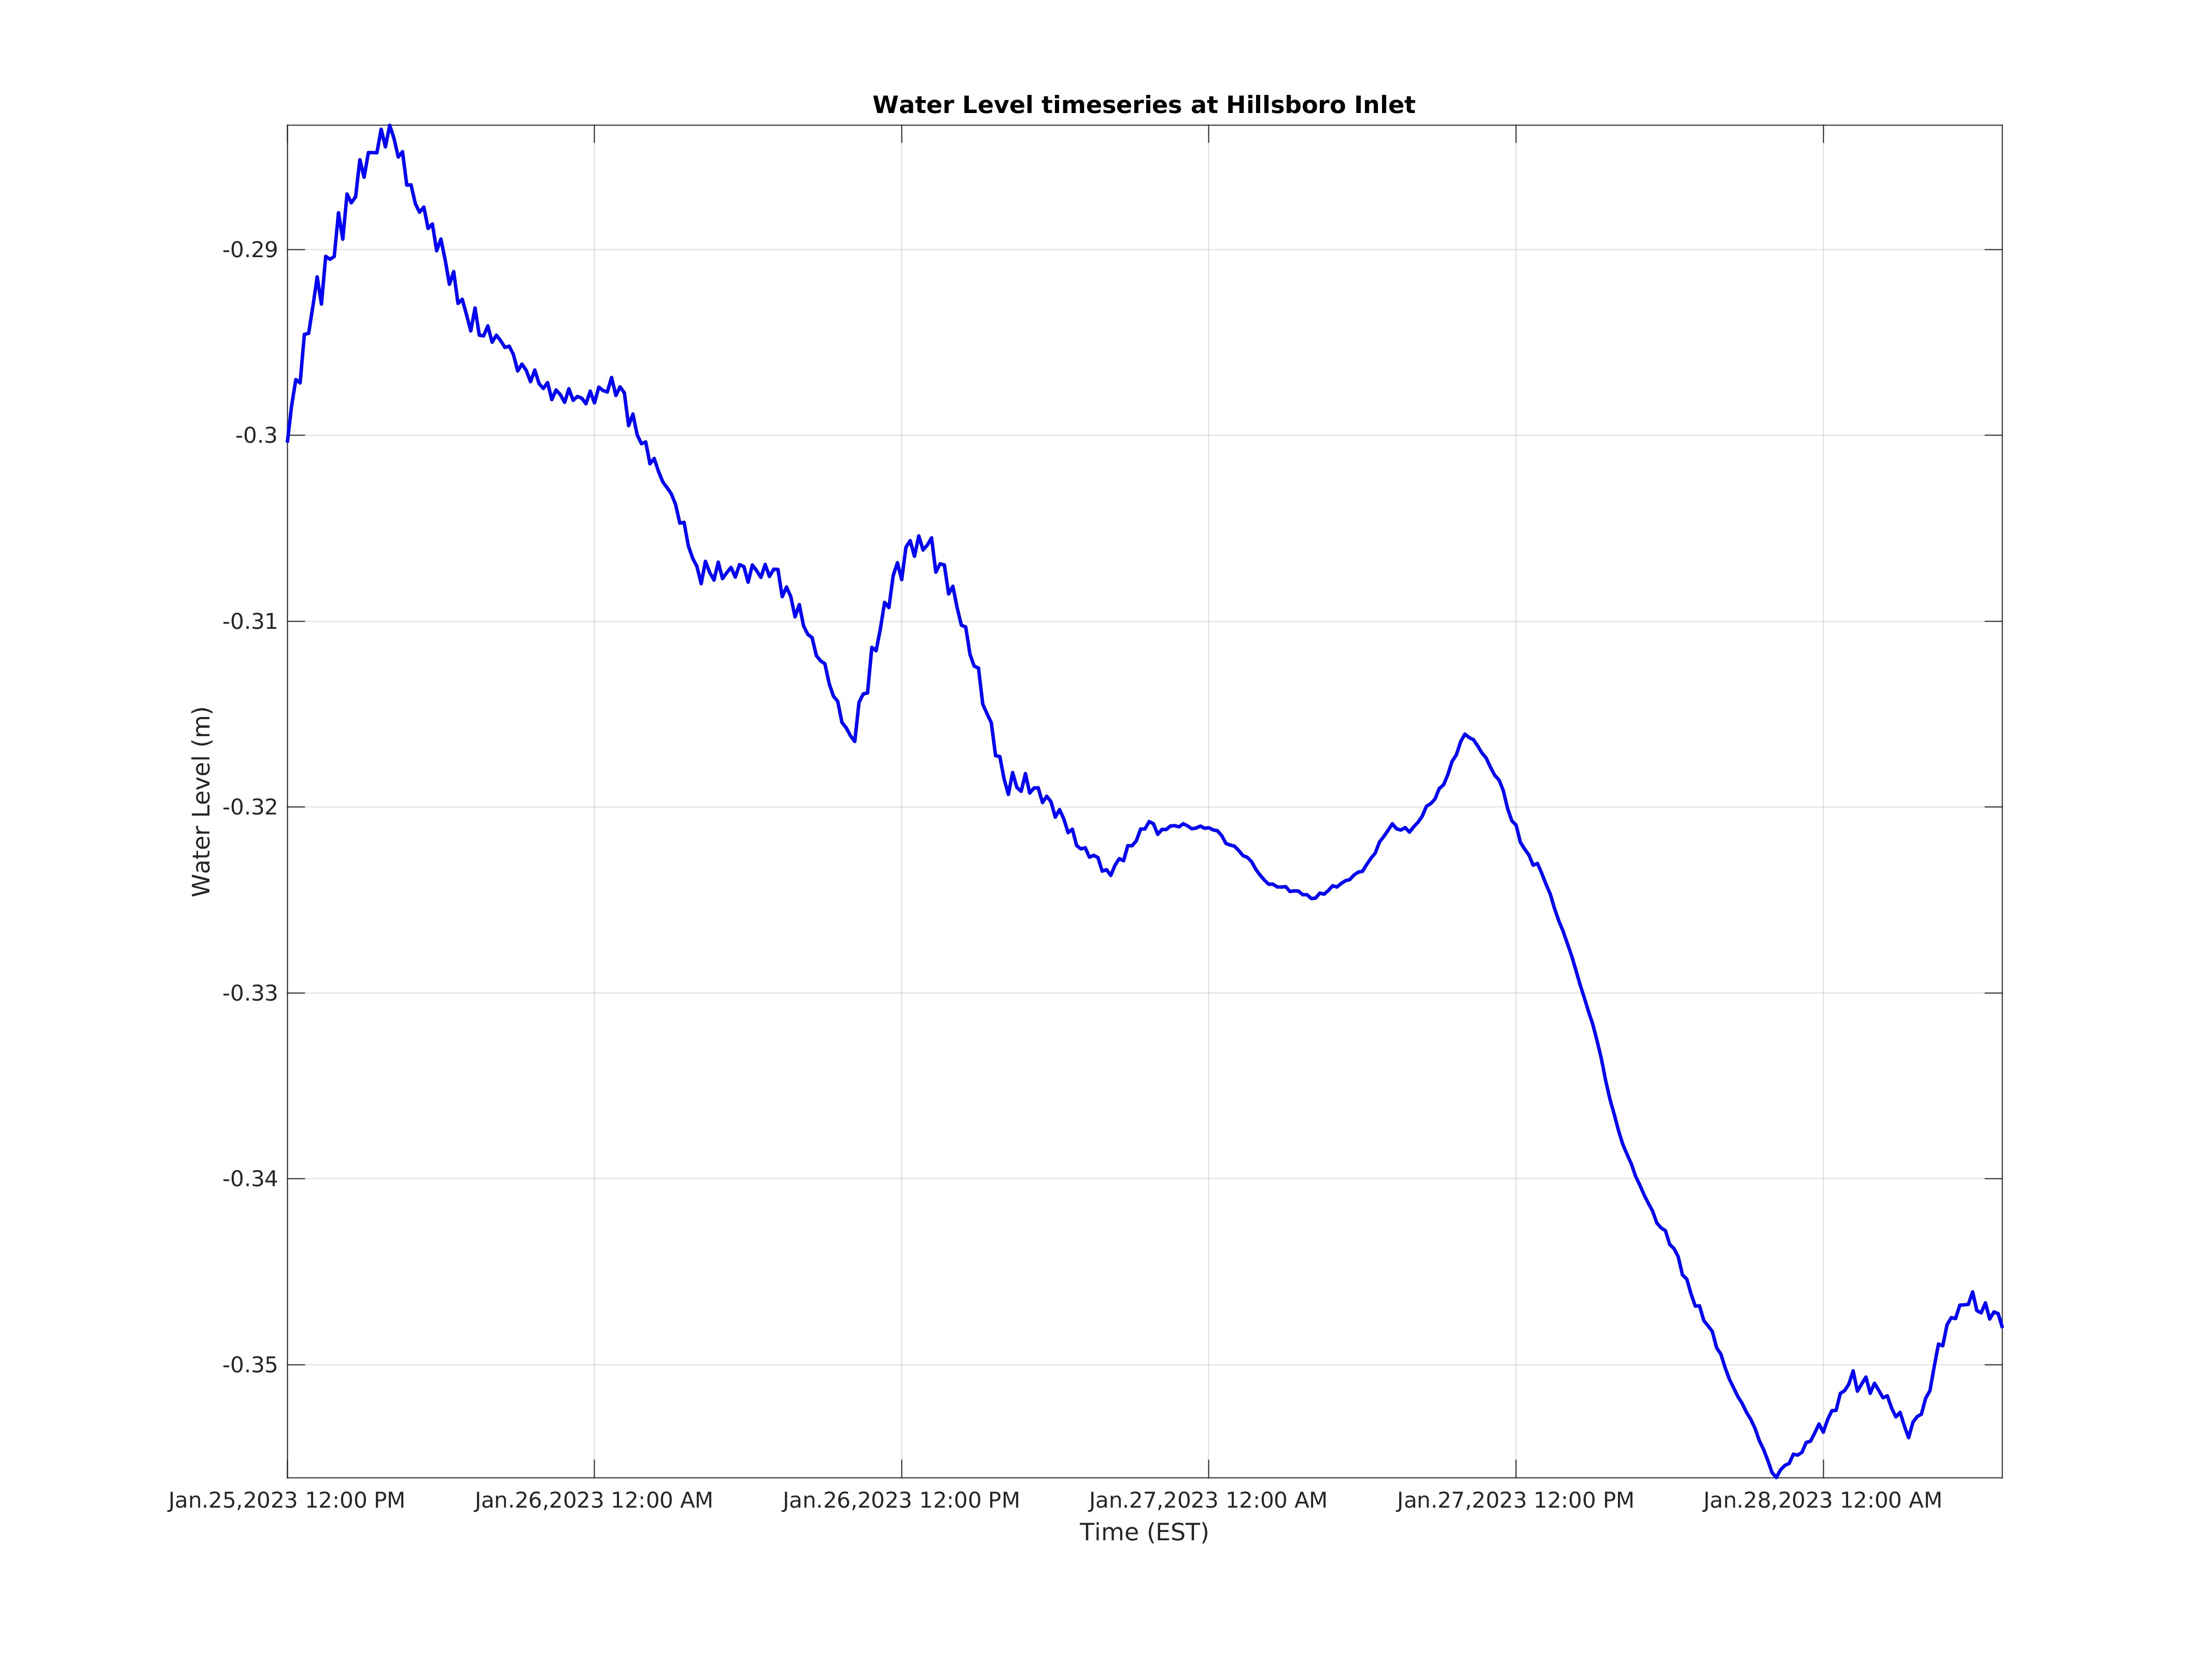 Water Level timeseries at Hillsboro Inlet
-0.29
-0.3
-0.31
-0.32
-0.33
-0.34
-0.35
Water Level (m)
Jan.25,2023 12:00 PM
Jan.26,2023 12:00 AM
Jan.26,2023 12:00 PM
Jan.27,2023 12:00 AM
Jan.27,2023 12:00 PM
Jan.28,2023 12:00 AM
Time (EST)